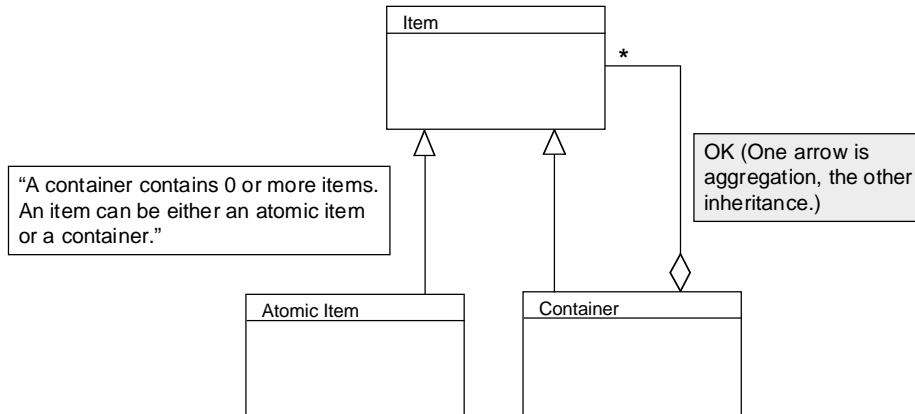 Item
*
OK (One arrow is
aggregation, the other
inheritance.)
“A container contains 0 or more items.
An item can be either an atomic item
or a container.”
Atomic Item
Container